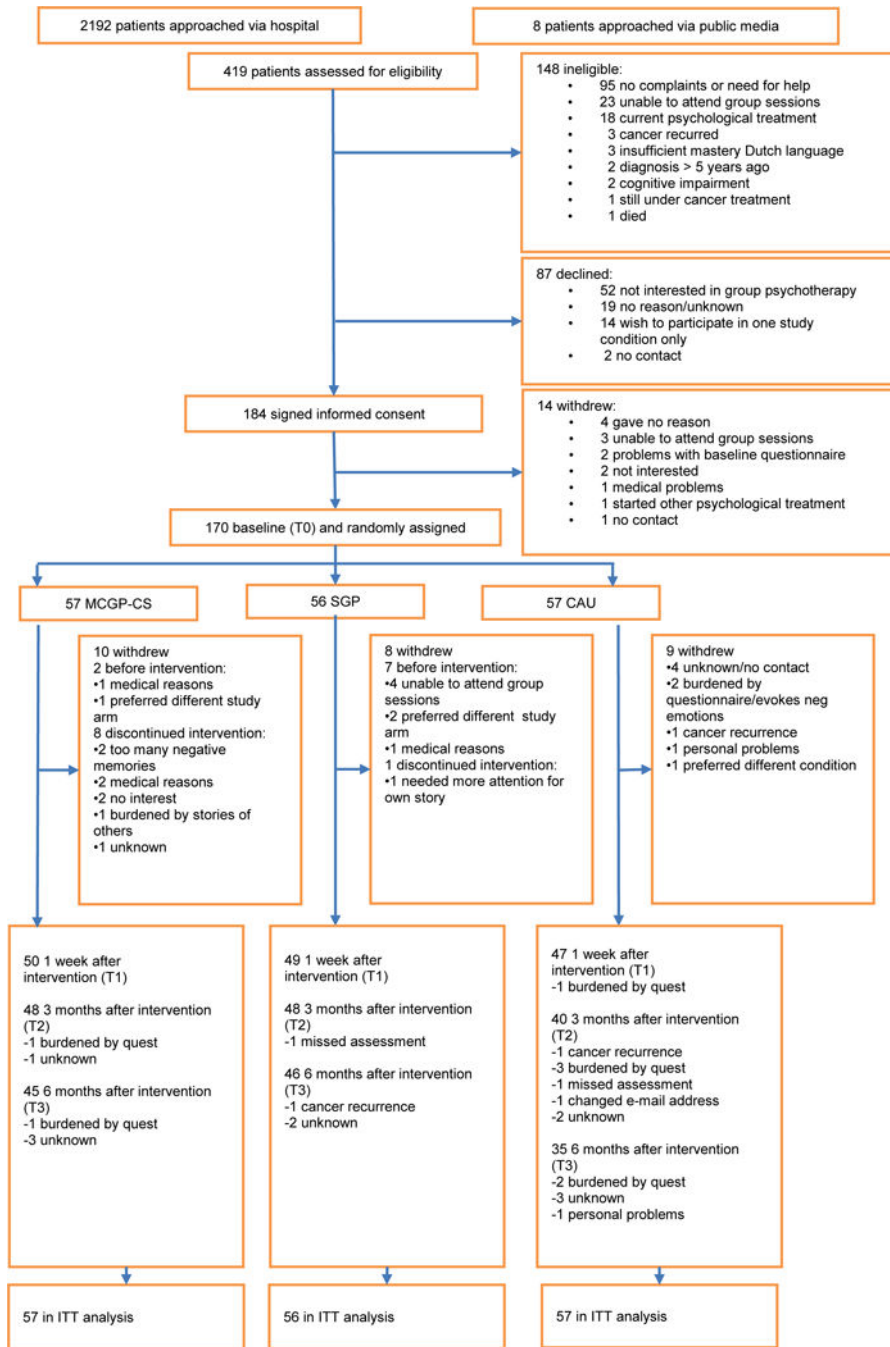 2192 patients approached via hospital
8 patients approached via public media
419 patients assessed for eligibility
148 ineligible:
• 95 no complaints or need for help
• 23 unable to attend group sessions
• 18 current psychological treatment
• 3 cancer recurred
• 3 insufficient mastery Dutch language
• 2 diagnosis > 5 years ago
• 2 cognitive impairment
• 1 still under cancer treatment
• 1 died
87 declined:
• 52 not interested in group psychotherapy
• 19 no reason/unknown
• 14 wish to participate in one study
condition only
• 2 no contact
184 signed informed consent
14 withdrew:
• 4 gave no reason
• 3 unable to attend group sessions
• 2 problems with baseline questionnaire
• 2 not interested
• 1 medical problems
• 1 started other psychological treatment
• 1 no contact
170 baseline (T0) and randomly assigned
57 MCGP-CS
56 SGP
57 CAU
10 withdrew
2 before intervention:
•1 medical reasons
•1 preferred different study
arm
8 discontinued intervention:
•2 too many negative
memories
•2 medical reasons
•2 no interest
•1 burdened by stories of
others
•1 unknown
8 withdrew
7 before intervention:
•4 unable to attend group
sessions
•2 preferred different study
arm
•1 medical reasons
1 discontinued intervention:
•1 needed more attention for
own story
9 withdrew
•4 unknown/no contact
•2 burdened by
questionnaire/evokes neg
emotions
•1 cancer recurrence
•1 personal problems
•1 preferred different condition
50 1 week after
intervention (T1)
48 3 months after intervention
(T2)
-1 burdened by quest
-1 unknown
45 6 months after intervention
(T3)
-1 burdened by quest
-3 unknown
49 1 week after
intervention (T1)
48 3 months after intervention
(T2)
-1 missed assessment
46 6 months after intervention
(T3)
-1 cancer recurrence
-2 unknown
47 1 week after
intervention (T1)
-1 burdened by quest
40 3 months after intervention
(T2)
-1 cancer recurrence
-3 burdened by quest
-1 missed assessment
-1 changed e-mail address
-2 unknown
35 6 months after intervention
(T3)
-2 burdened by quest
-3 unknown
-1 personal problems
57 in ITT analysis
56 in ITT analysis
57 in ITT analysis